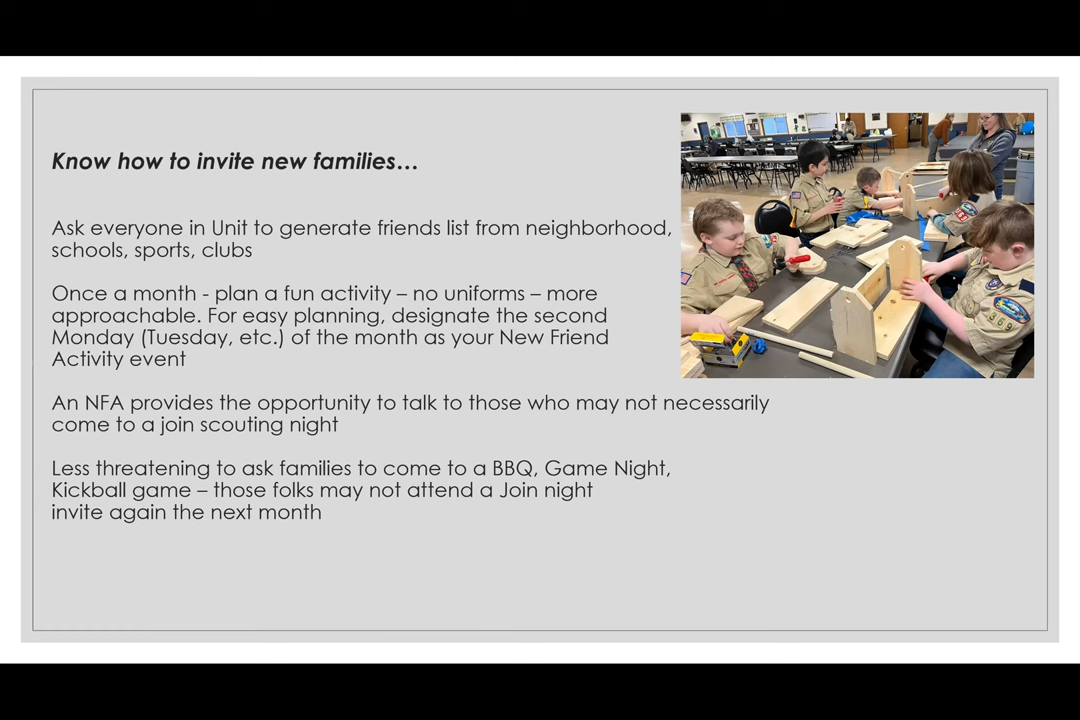 Know how to invite new families…
Ask everyone in Unit to generate friends list from neighborhood,
schools, sports, clubs
Once a month - plan a fun activity – no uniforms – more
approachable. For easy planning, designate the second
Monday (Tuesday, etc.) of the month as your New Friend
Activity event
An NFA provides the opportunity to talk to those who may not necessarily
come to a join scouting night
Less threatening to ask families to come to a BBQ, Game Night,
Kickball game – those folks may not attend a Join night
invite again the next month